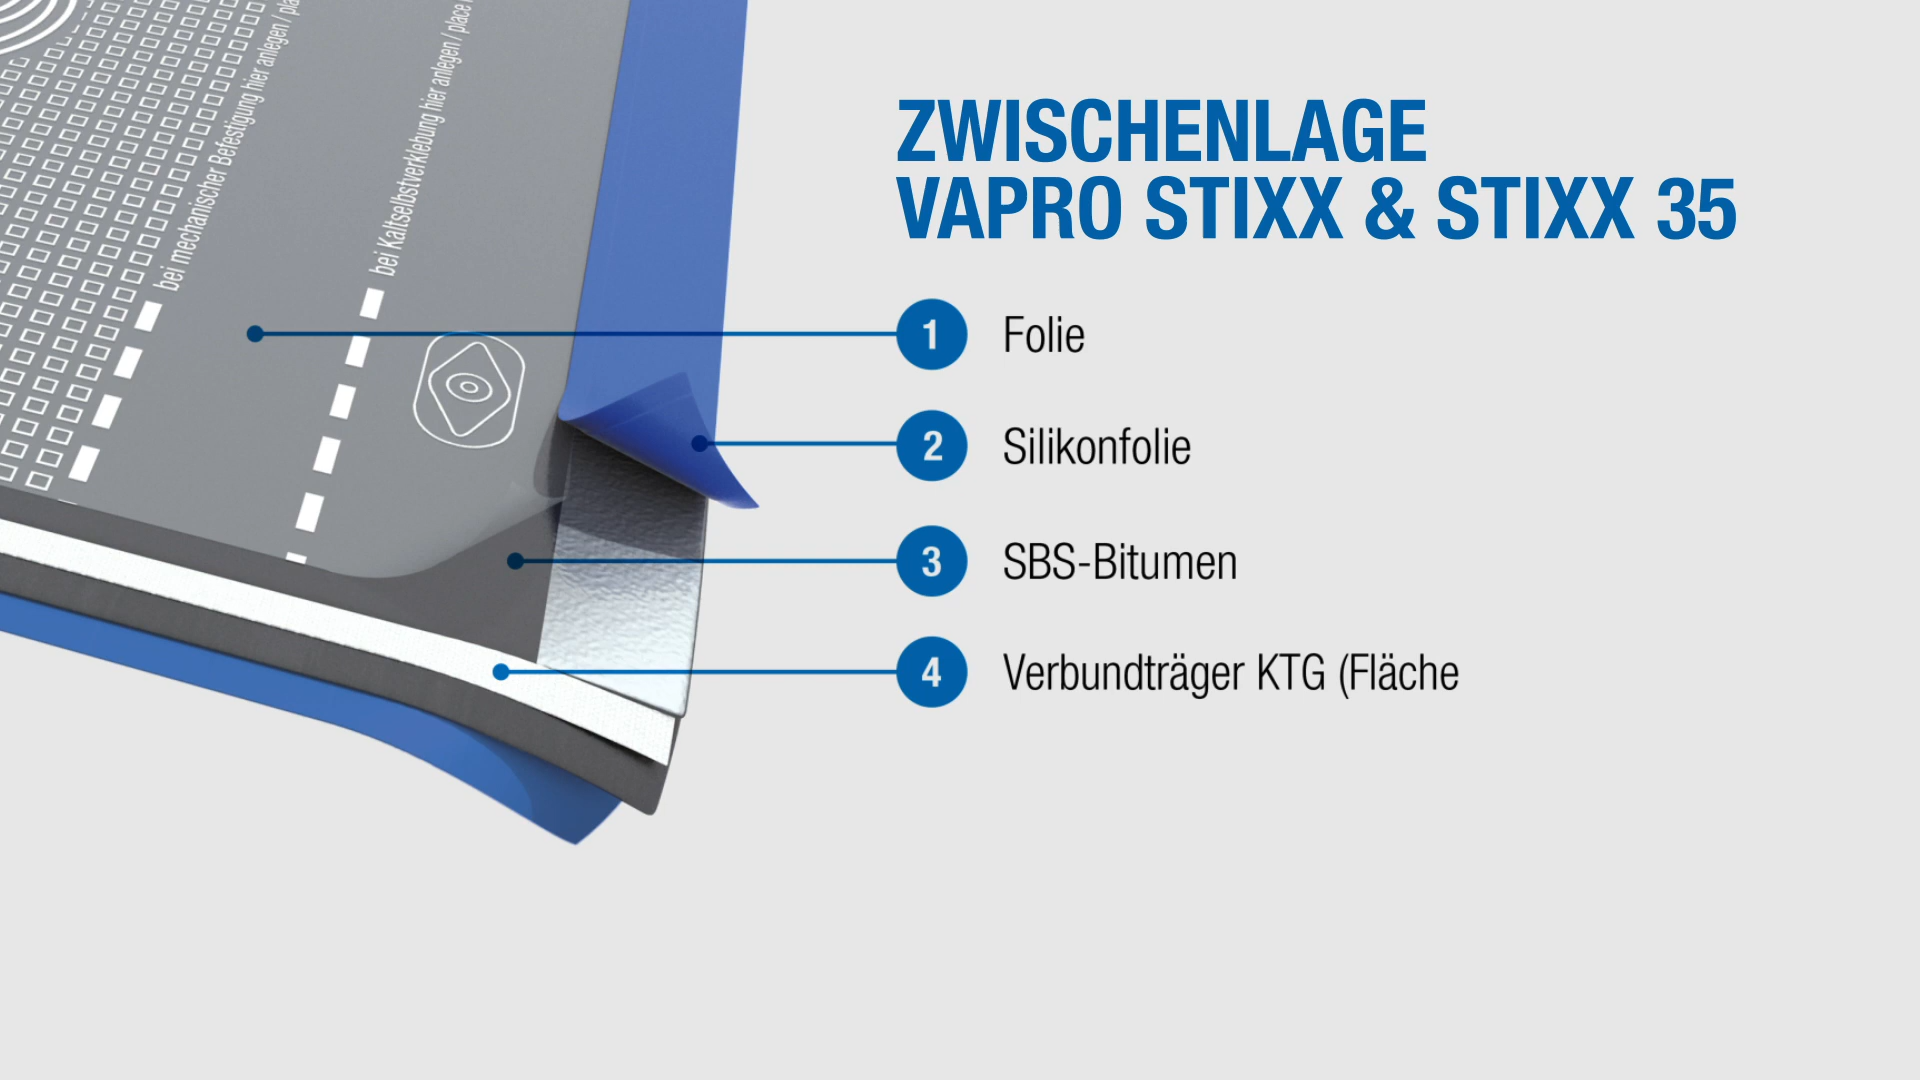 ZWISCHENLAGE
VAPRO STIXX & STIXX 35
1 Folie
2 Silikonfolie
3 SBS-Bitumen
4 Verbundträger KTG (Fläche
bei mechanischer Befestigung hier anlegen / pla
bei Kaltselbstverklebung hier anlegen / place